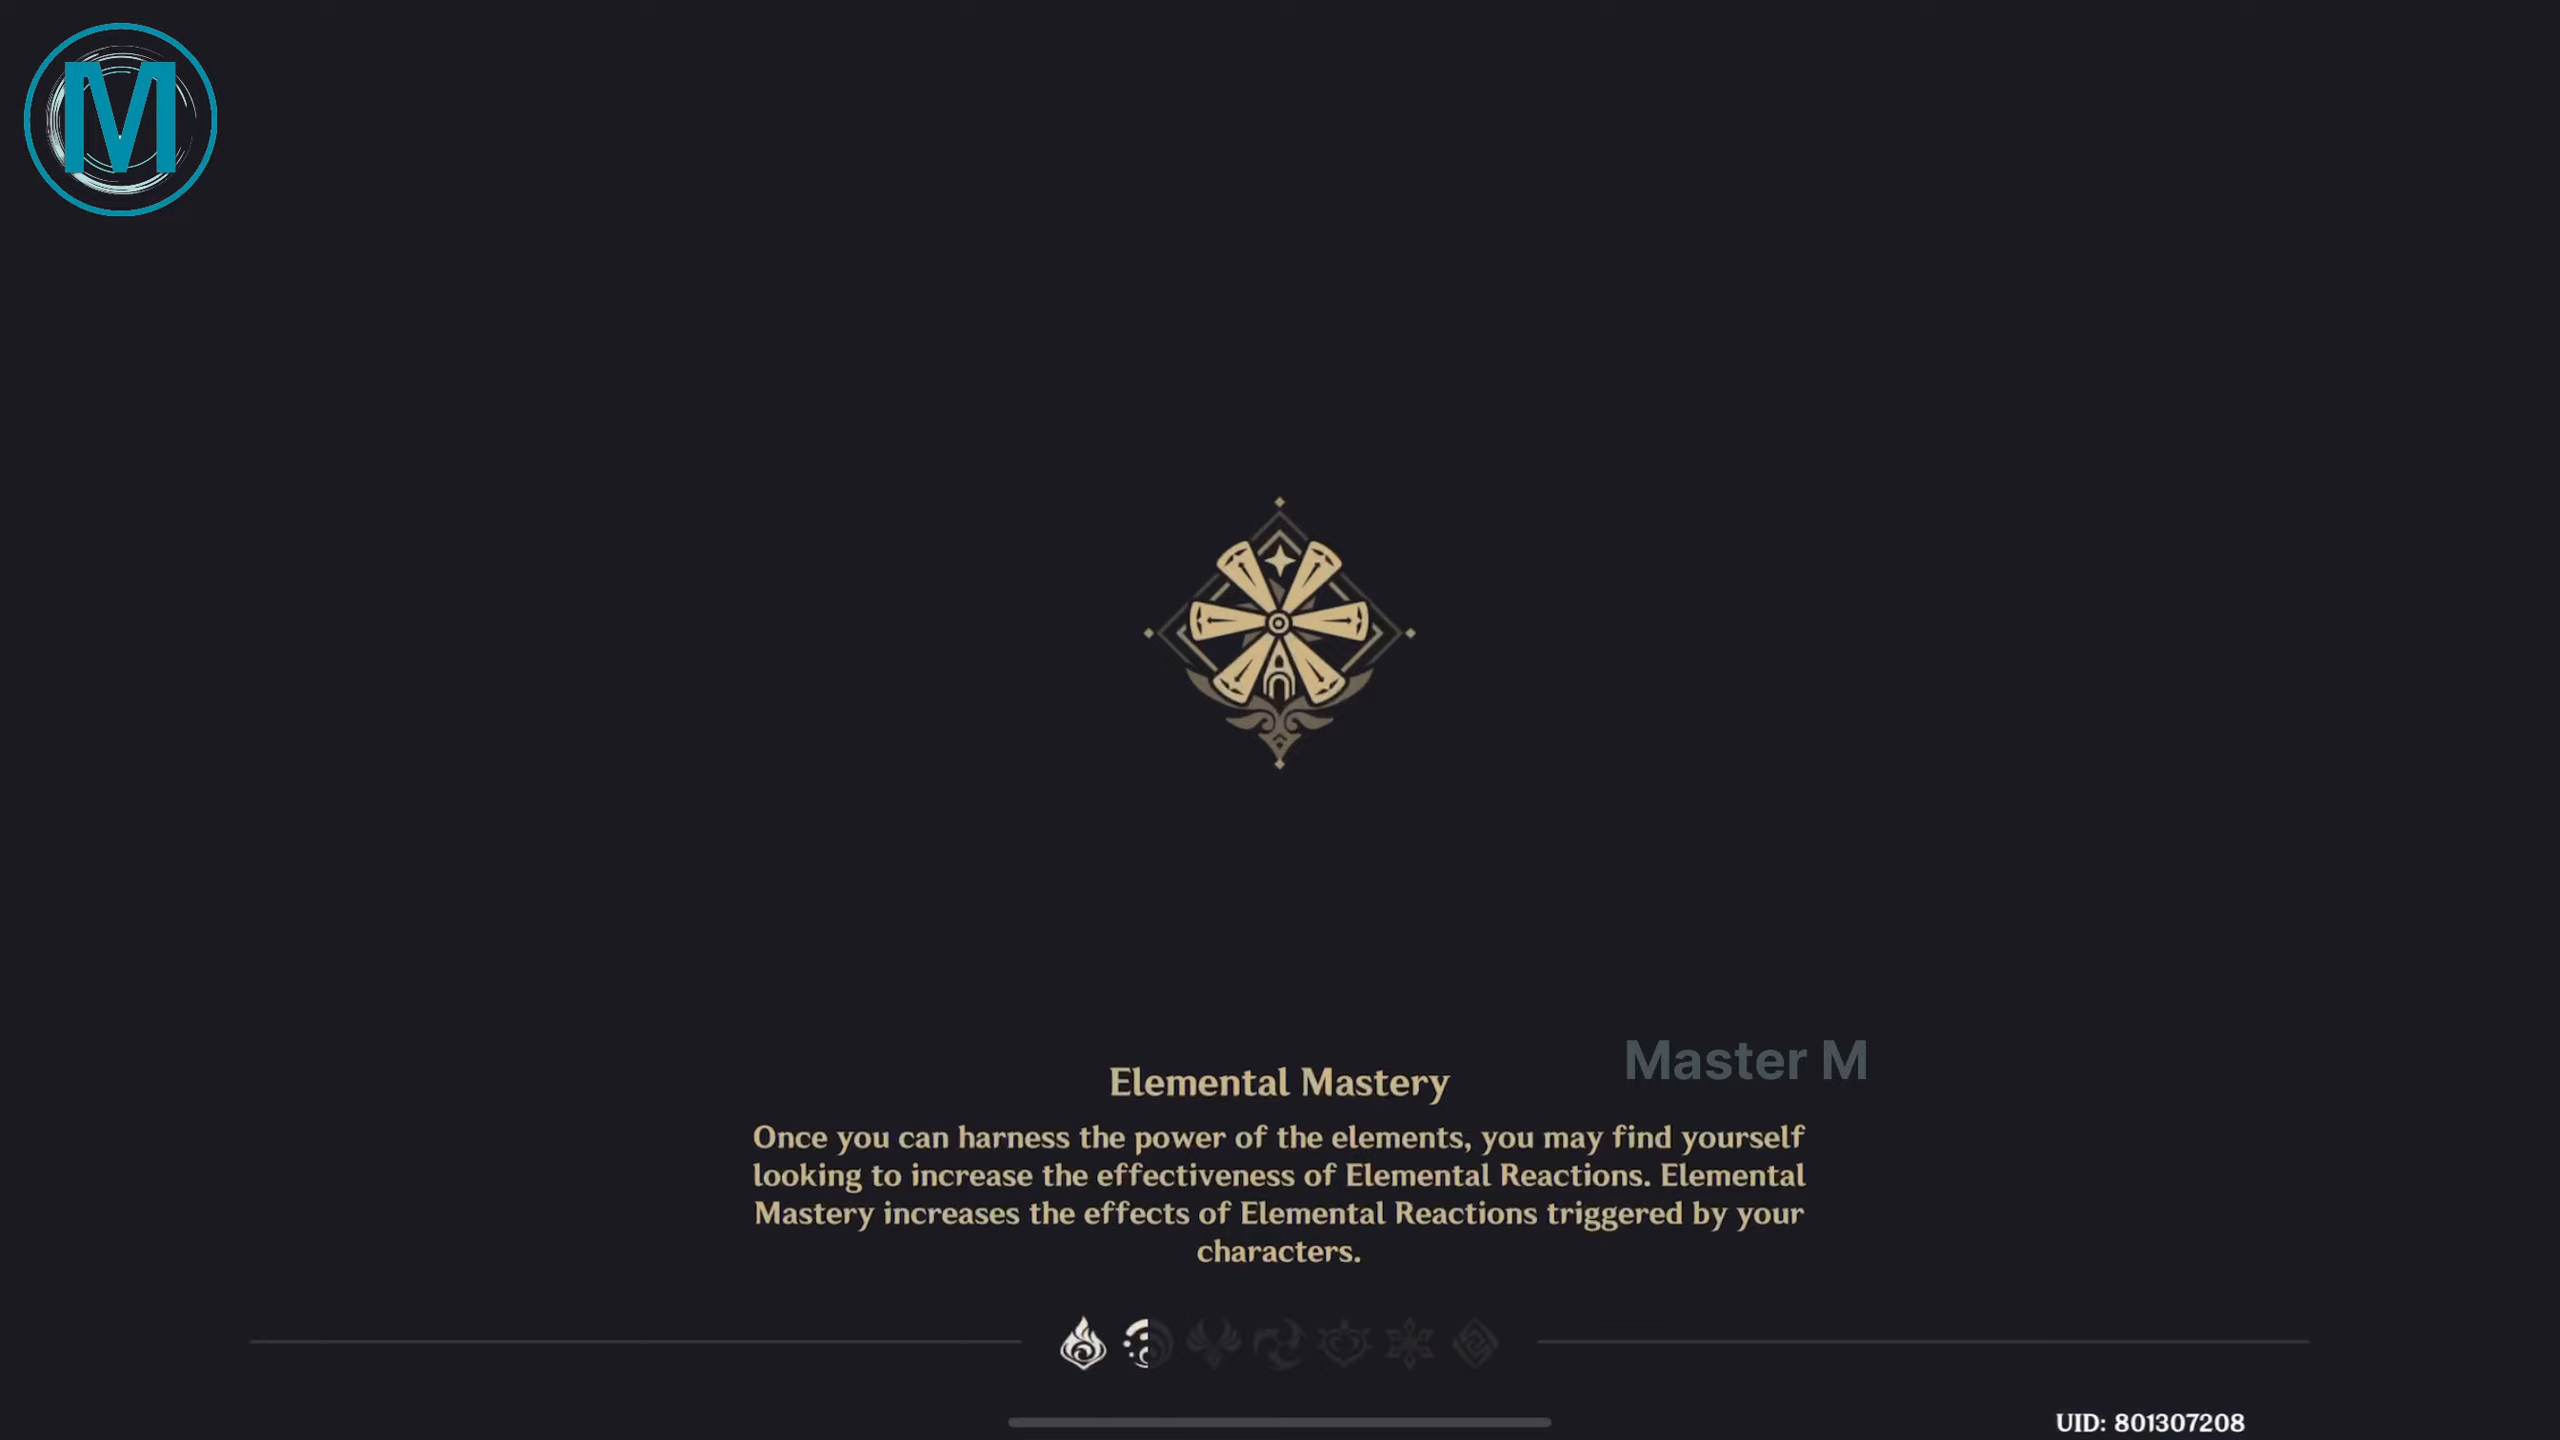 M
Elemental Mastery
Master M
Once you can harness the power of the elements, you may find yourself
looking to increase the effectiveness of Elemental Reactions. Elemental
Mastery increases the effects of Elemental Reactions triggered by your
characters.
UID: 801307208